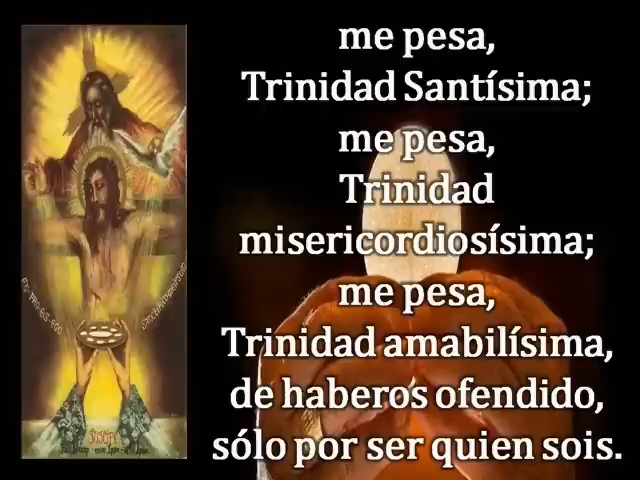 me pesa,
Trinidad Santísima;
me pesa,
Trinidad
misericordiosísima;
me pesa,
Trinidad amabilísima,
de haberos ofendido,
sólo por ser quien sois.
SUSCIPE